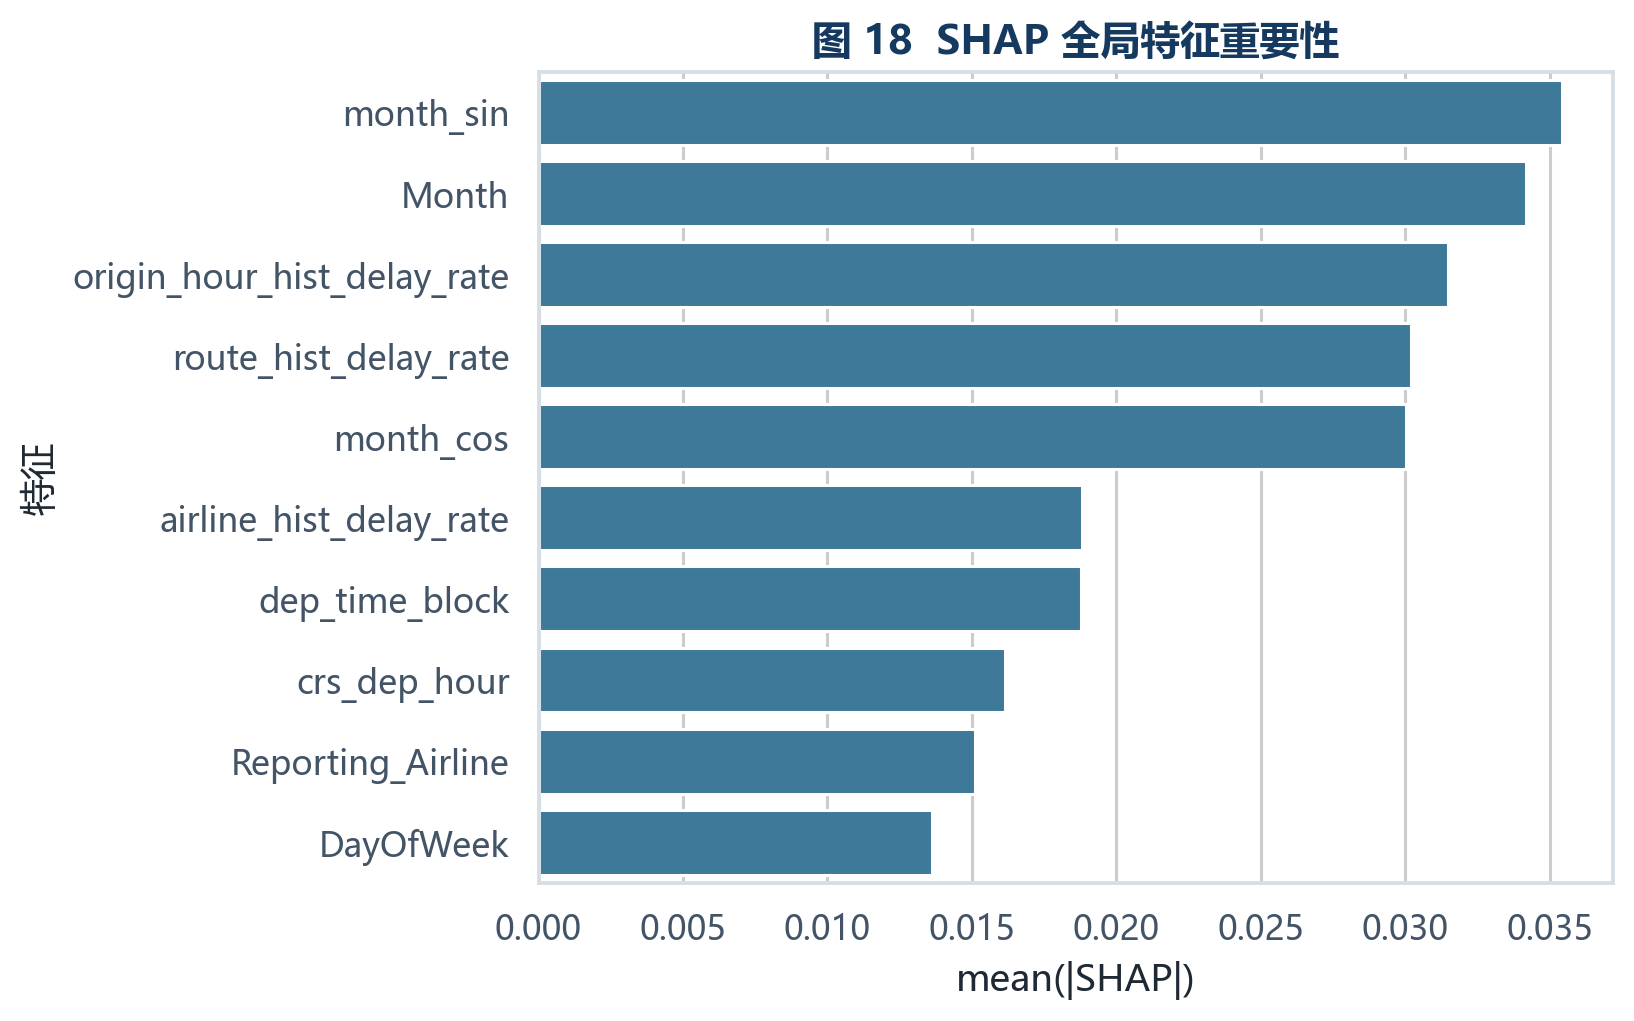 图 18 SHAP 全局特征重要性
month_sin
Month
origin_hour_hist_delay_rate
route_hist_delay_rate
month_cos
airline_hist_delay_rate
dep_time_block
crs_dep_hour
Reporting_Airline
DayOfWeek
特征
0.000 0.005 0.010 0.015 0.020 0.025 0.030 0.035
mean(|SHAP|)